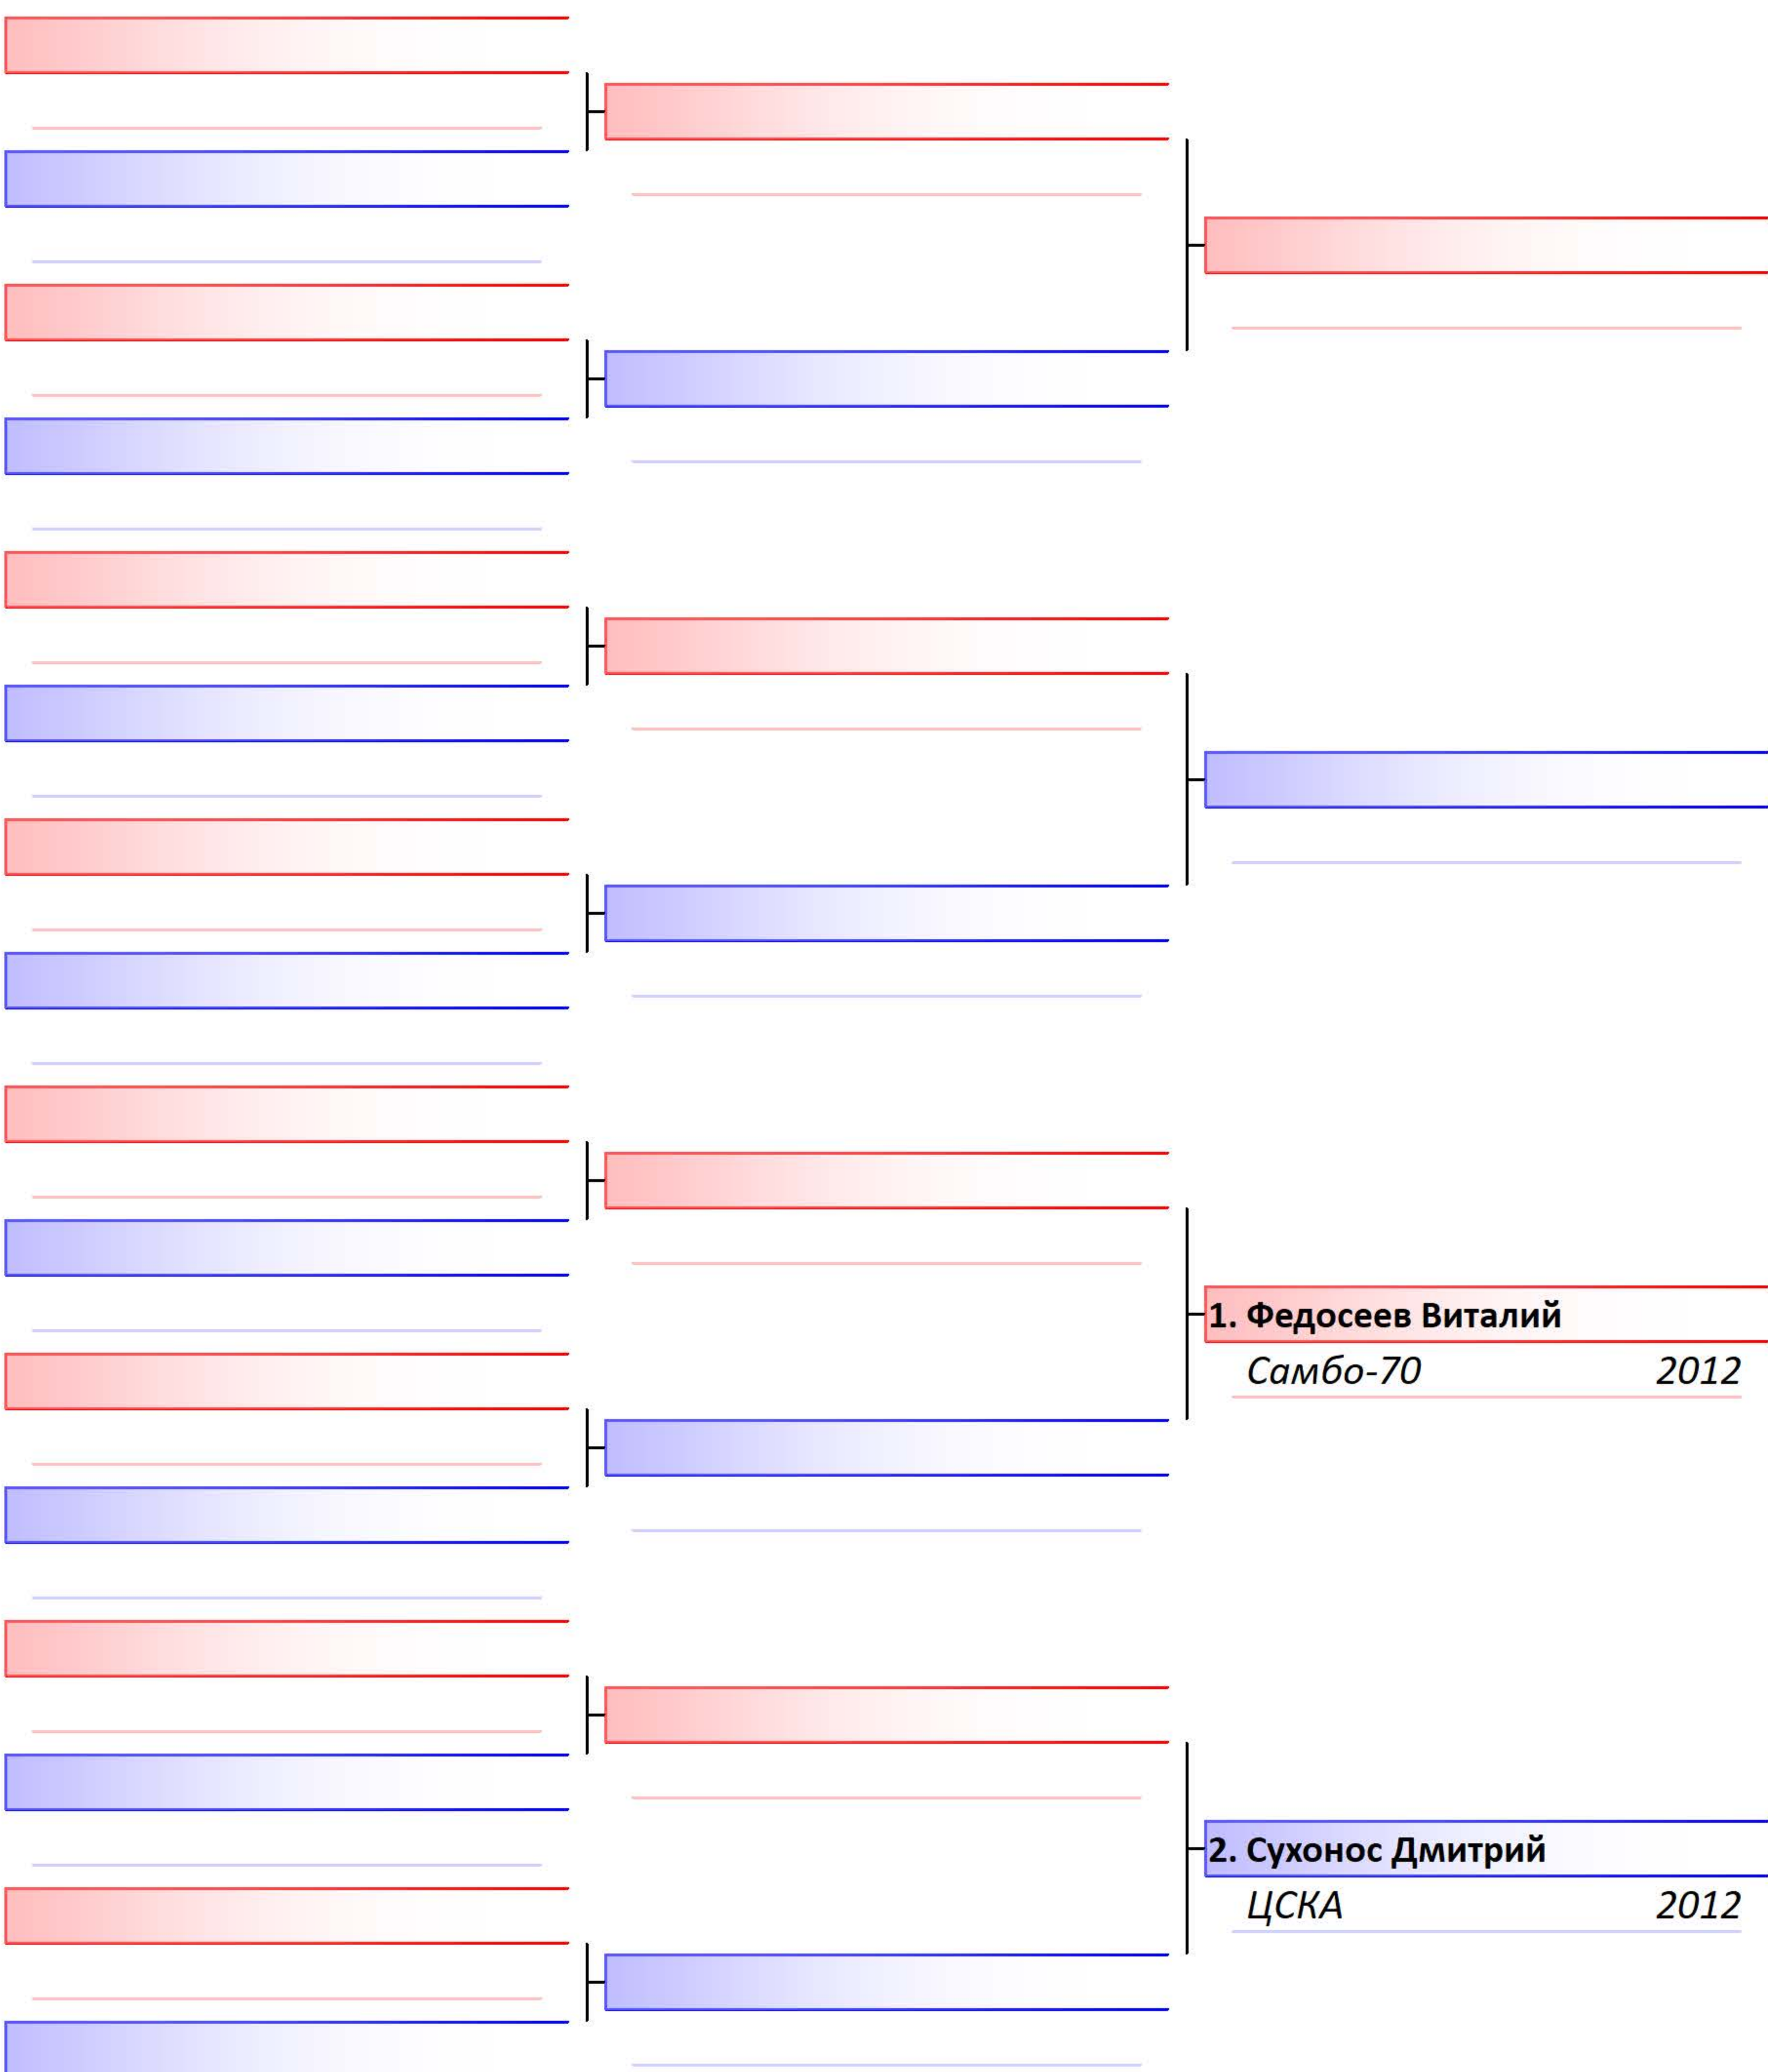 1. Федосеев Виталий
Самбо-70 2012
2. Сухонос Дмитрий
ЦСКА 2012